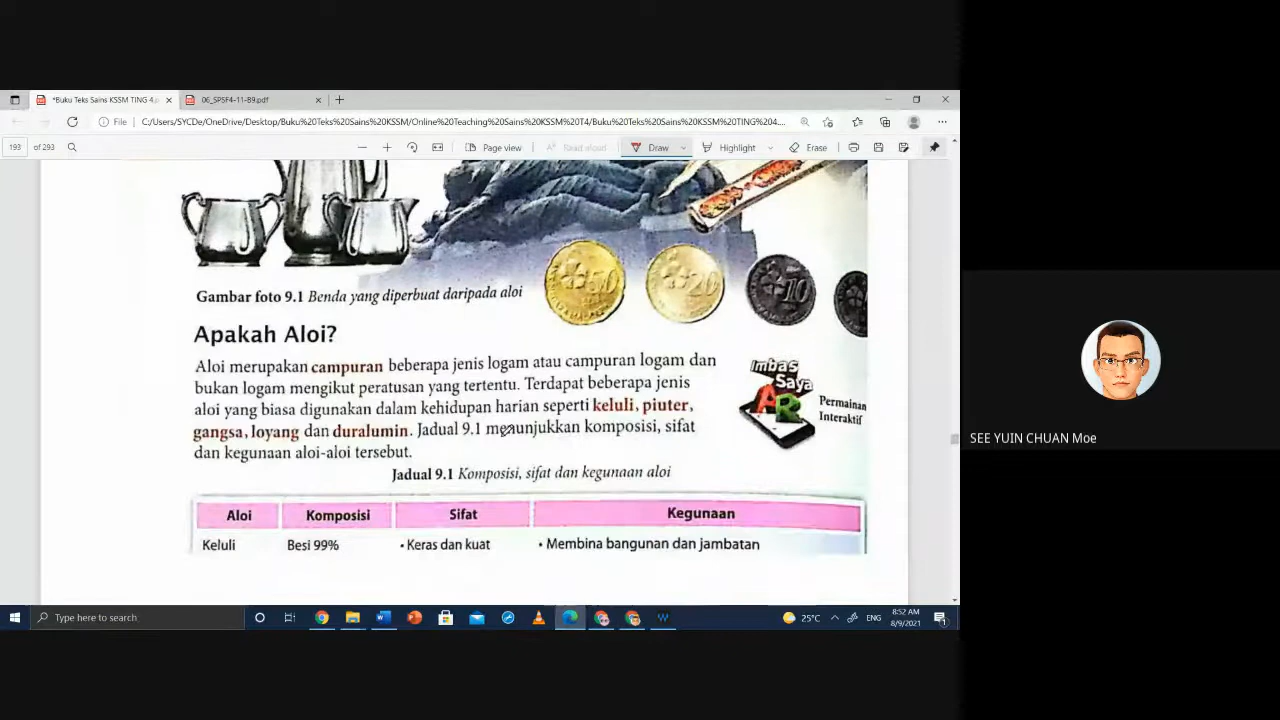 *Buku Teks Sains KSSM TING 4.p
06_SPSF4-11-B9.pdf
File
C:/Users/SYCDe/OneDrive/Desktop/Buku%20Teks%20Sains%20KSSM/Online%20Teaching%20Sains%20KSSM%20T4/Buku%20Teks%20Sains%20KSSM%20TING%204....
193 of 293
Page view
Read aloud
Draw
Highlight
Erase
50
20
10
Gambar foto 9.1 Benda yang diperbuat daripada aloi
Apakah Aloi?
Aloi merupakan campuran beberapa jenis logam atau campuran logam dan
bukan logam mengikut peratusan yang tertentu. Terdapat beberapa jenis
aloi yang biasa digunakan dalam kehidupan harian seperti keluli, piuter,
gangsa, loyang dan duralumin. Jadual 9.1 menunjukkan komposisi, sifat
dan kegunaan aloi-aloi tersebut.
Imbas
Saya
AR
Permainan
Interaktif
Jadual 9.1 Komposisi, sifat dan kegunaan aloi
Aloi Komposisi Sifat Kegunaan
Keluli Besi 99% • Keras dan kuat • Membina bangunan dan jambatan
SEE YUIN CHUAN Moe
Type here to search
25°C
ENG
8:52 AM
8/9/2021